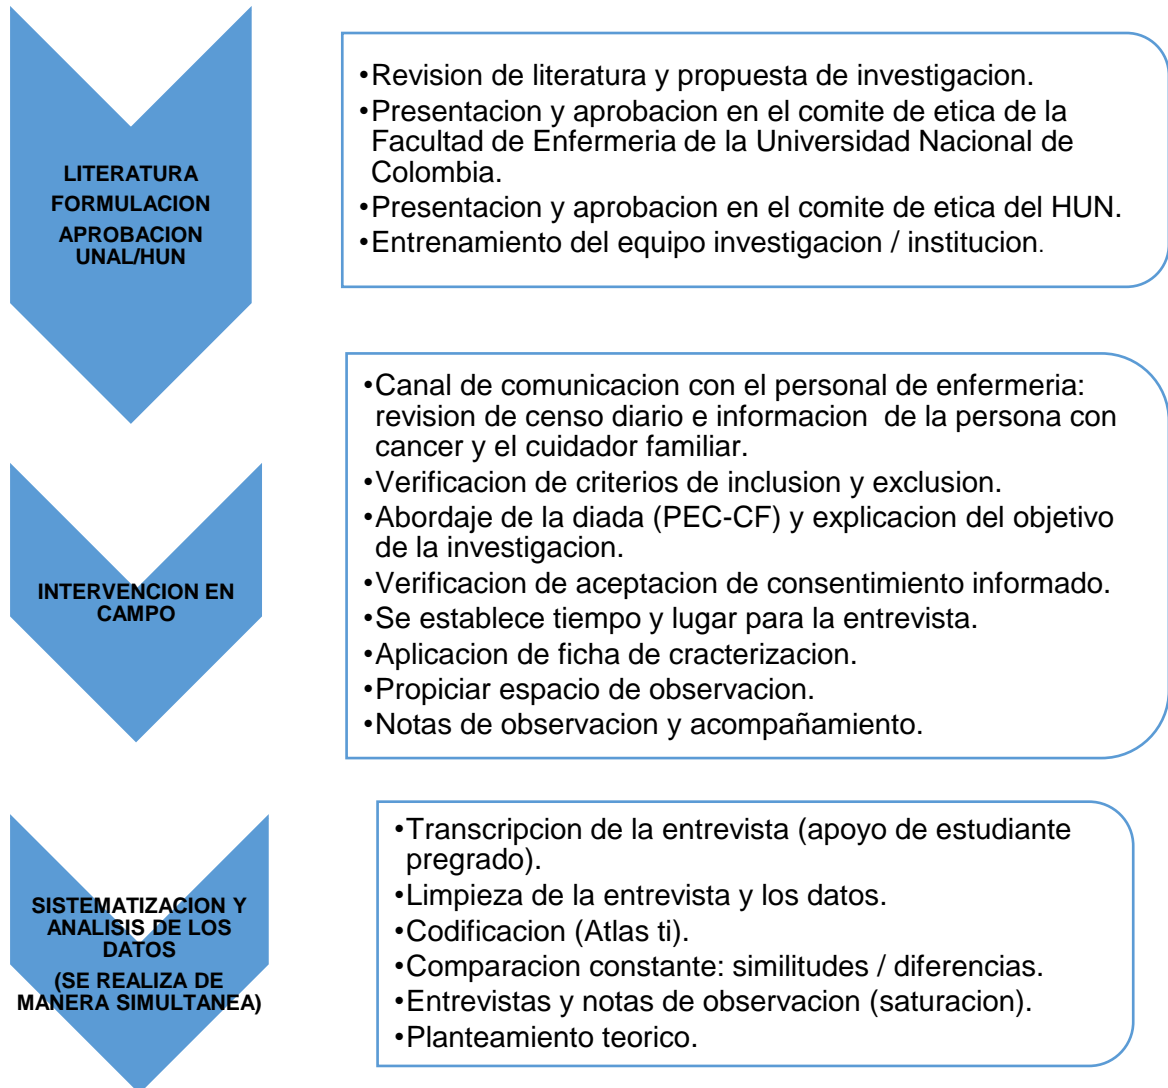 LITERATURA
FORMULACION
APROBACION
UNAL/HUN
•Revision de literatura y propuesta de investigacion.
•Presentacion y aprobacion en el comite de etica de la
Facultad de Enfermeria de la Universidad Nacional de
Colombia.
•Presentacion y aprobacion en el comite de etica del HUN.
•Entrenamiento del equipo investigacion / institucion.
INTERVENCION EN
CAMPO
•Canal de comunicacion con el personal de enfermeria:
revision de censo diario e informacion de la persona con
cancer y el cuidador familiar.
•Verificacion de criterios de inclusion y exclusion.
•Abordaje de la diada (PEC-CF) y explicacion del objetivo
de la investigacion.
•Verificacion de aceptacion de consentimiento informado.
•Se establece tiempo y lugar para la entrevista.
•Aplicacion de ficha de cracterizacion.
•Propiciar espacio de observacion.
•Notas de observacion y acompañamiento.
SISTEMATIZACION Y
ANALISIS DE LOS
DATOS
(SE REALIZA DE
MANERA SIMULTANEA)
•Transcripcion de la entrevista (apoyo de estudiante
pregrado).
•Limpieza de la entrevista y los datos.
•Codificacion (Atlas ti).
•Comparacion constante: similitudes / diferencias.
•Entrevistas y notas de observacion (saturacion).
•Planteamiento teorico.